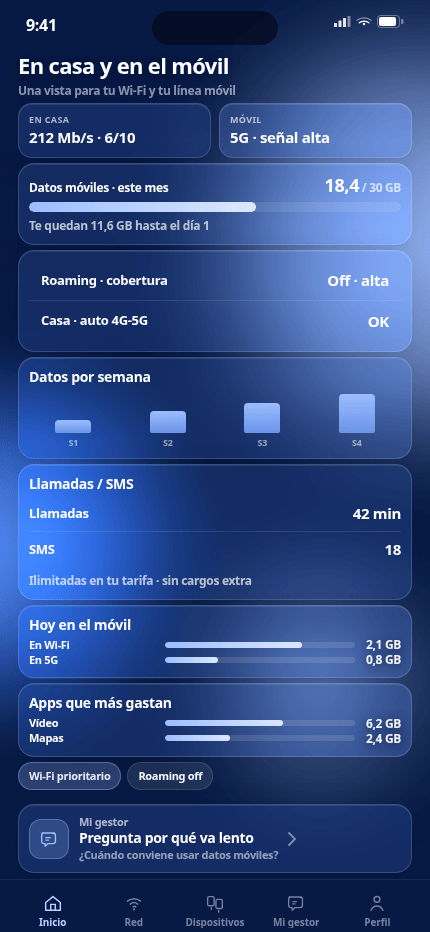 9:41
En casa y en el móvil
Una vista para tu Wi-Fi y tu línea móvil
EN CASA
212 Mb/s · 6/10
MÓVIL
5G · señal alta
Datos móviles · este mes
18,4 / 30 GB
Te quedan 11,6 GB hasta el día 1
Roaming · cobertura
Off · alta
Casa · auto 4G-5G
OK
Datos por semana
S1
S2
S3
S4
Llamadas / SMS
Llamadas
42 min
SMS
18
Ilimitadas en tu tarifa · sin cargos extra
Hoy en el móvil
En Wi-Fi
2,1 GB
En 5G
0,8 GB
Apps que más gastan
Vídeo
6,2 GB
Mapas
2,4 GB
Wi-Fi prioritario
Roaming off
Mi gestor
Pregunta por qué va lento
¿Cuándo conviene usar datos móviles?
Inicio
Red
Dispositivos
Mi gestor
Perfil